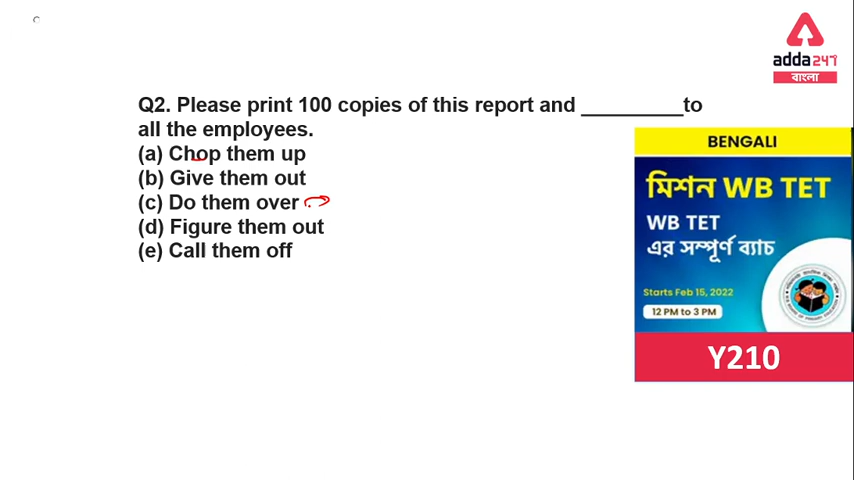 adda247
বাংলা
Q2. Please print 100 copies of this report and _________to
all the employees.
(a) Chop them up
(b) Give them out
(c) Do them over
(d) Figure them out
(e) Call them off
BENGALI
মিশন WB TET
WB TET
এর সম্পূর্ণ ব্যাচ
Starts Feb 15, 2022
12 PM to 3 PM
Y210